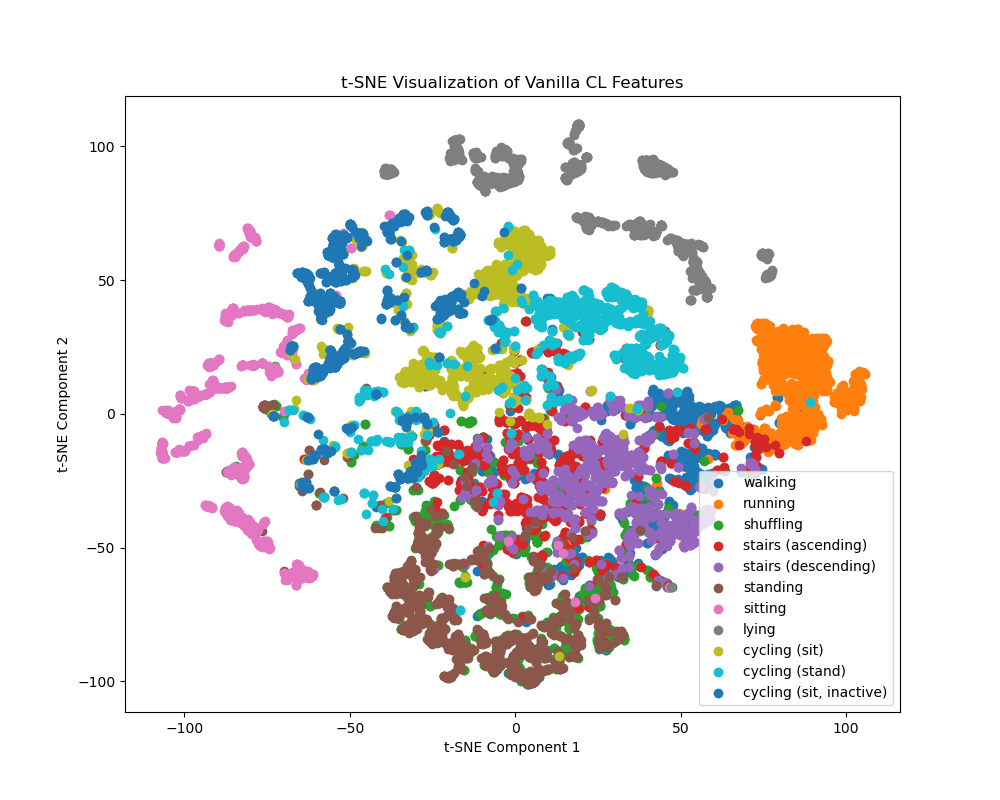 t-SNE Visualization of Vanilla CL Features
100
50
0
−50
−100
t-SNE Component 2
walking
running
shuffling
stairs (ascending)
stairs (descending)
standing
sitting
lying
cycling (sit)
cycling (stand)
cycling (sit, inactive)
−100
−50
0
50
100
t-SNE Component 1